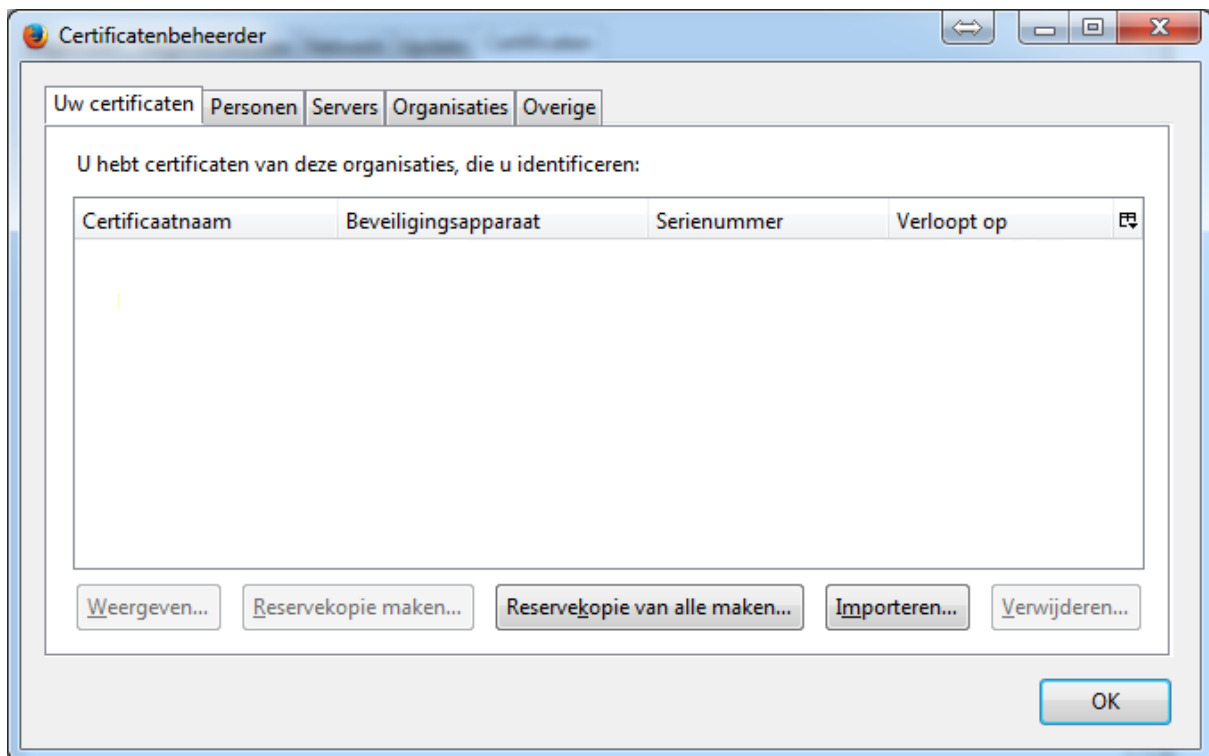 Certificatenbeheerder
Uw certificaten Personen Servers Organisaties Overige
U hebt certificaten van deze organisaties, die u identificeren:
Certificaatnaam Beveiligingsapparaat Serienummer Verloopt op
Weergeven... Reservekopie maken... Reservekopie van alle maken... Importeren... Verwijderen...
OK